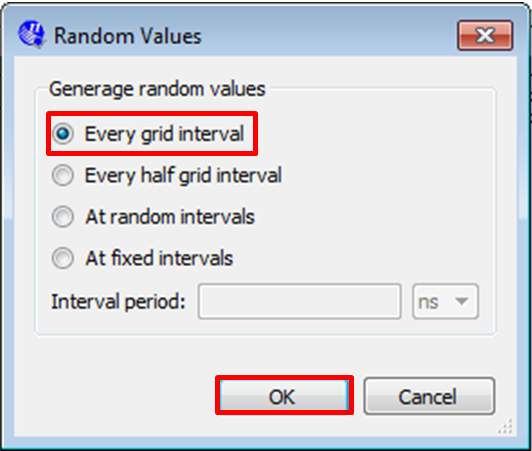 Random Values
Generage random values
Every grid interval
Every half grid interval
At random intervals
At fixed intervals
Interval period: ns
OK Cancel